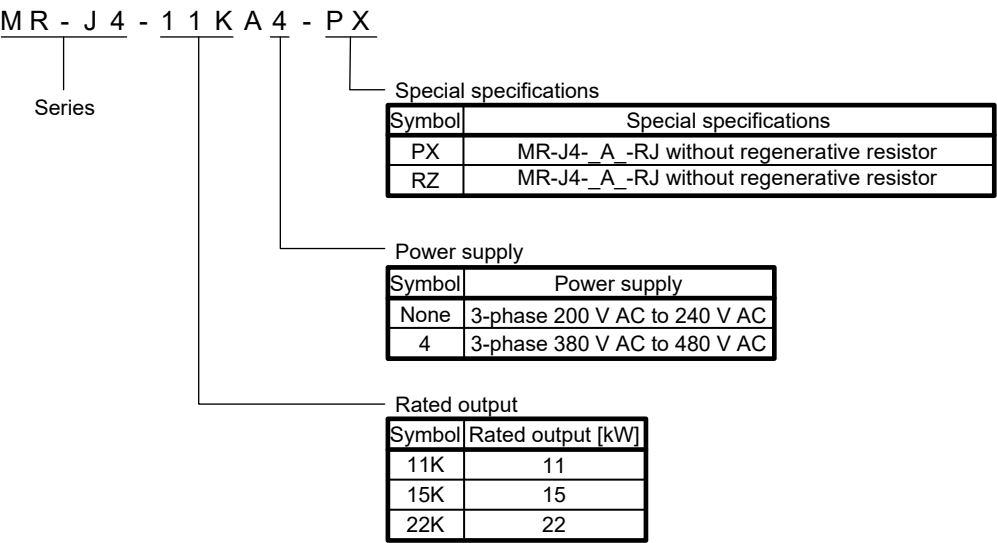 MR-J4-11KA4-PX
Series
Special specifications
Symbol Special specifications
PX MR-J4-_A_-RJ without regenerative resistor
RZ MR-J4-_A_-RJ without regenerative resistor
Power supply
Symbol Power supply
None 3-phase 200 V AC to 240 V AC
4 3-phase 380 V AC to 480 V AC
Rated output
Symbol Rated output [kW]
11K 11
15K 15
22K 22